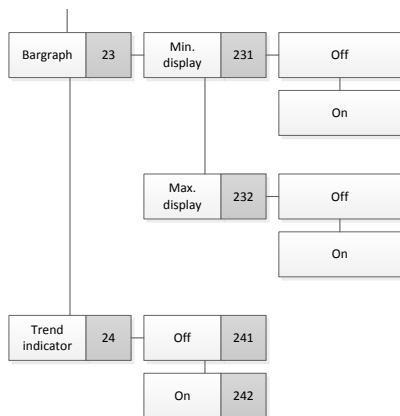 Bargraph 23 Min. 231 Off
display
On
Max. 232 Off
display
On
Trend 24 Off 241
indicator
On 242